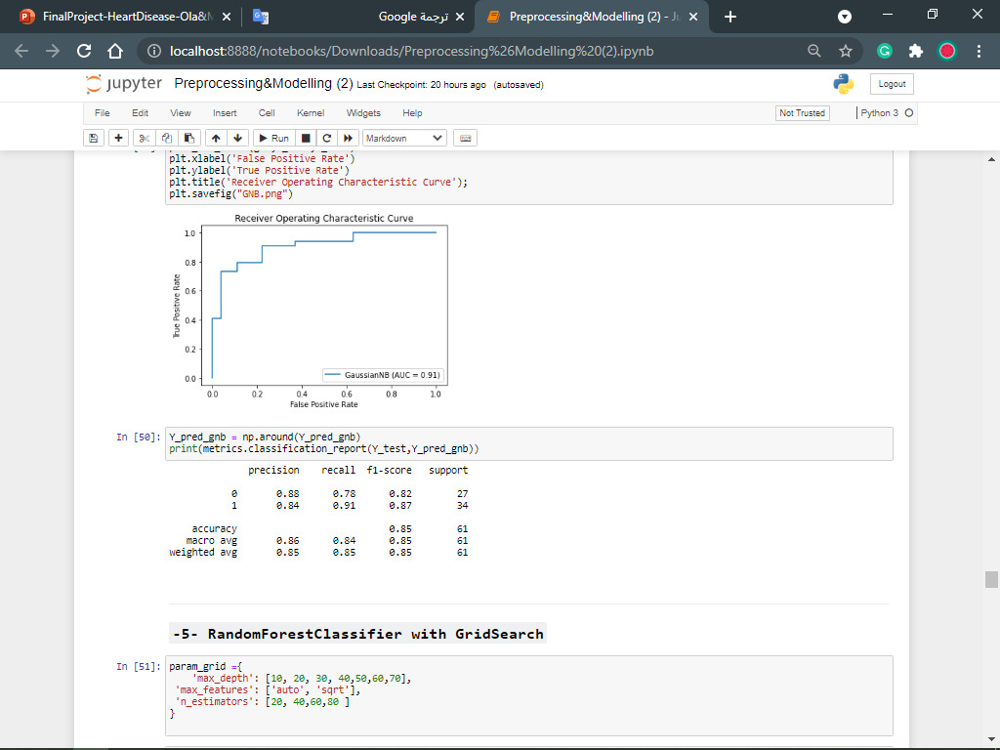 FinalProject-HeartDisease-Ola&
ترجمة Google
Preprocessing&Modelling (2) - J
localhost:8888/notebooks/Downloads/Preprocessing%26Modelling%20(2).ipynb
jupyter Preprocessing&Modelling (2) Last Checkpoint: 20 hours ago (autosaved)
Logout
File Edit View Insert Cell Kernel Widgets Help
Not Trusted Python 3
Run Markdown
plt.xlabel('False Positive Rate')
plt.ylabel('True Positive Rate')
plt.title('Receiver Operating Characteristic Curve');
plt.savefig("GNB.png")
Receiver Operating Characteristic Curve
1.0
0.8
0.6
0.4
0.2
0.0
True Positive Rate
GaussianNB (AUC = 0.91)
0.0 0.2 0.4 0.6 0.8 1.0
False Positive Rate
In [50]: Y_pred_gnb = np.around(Y_pred_gnb)
print(metrics.classification_report(Y_test,Y_pred_gnb))
precision recall f1-score support
0 0.88 0.78 0.82 27
1 0.84 0.91 0.87 34
accuracy 0.85 61
macro avg 0.86 0.84 0.85 61
weighted avg 0.85 0.85 0.85 61
-5- RandomForestClassifier with GridSearch
In [51]: param_grid ={
'max_depth': [10, 20, 30, 40,50,60,70],
'max_features': ['auto', 'sqrt'],
'n_estimators': [20, 40,60,80 ]
}